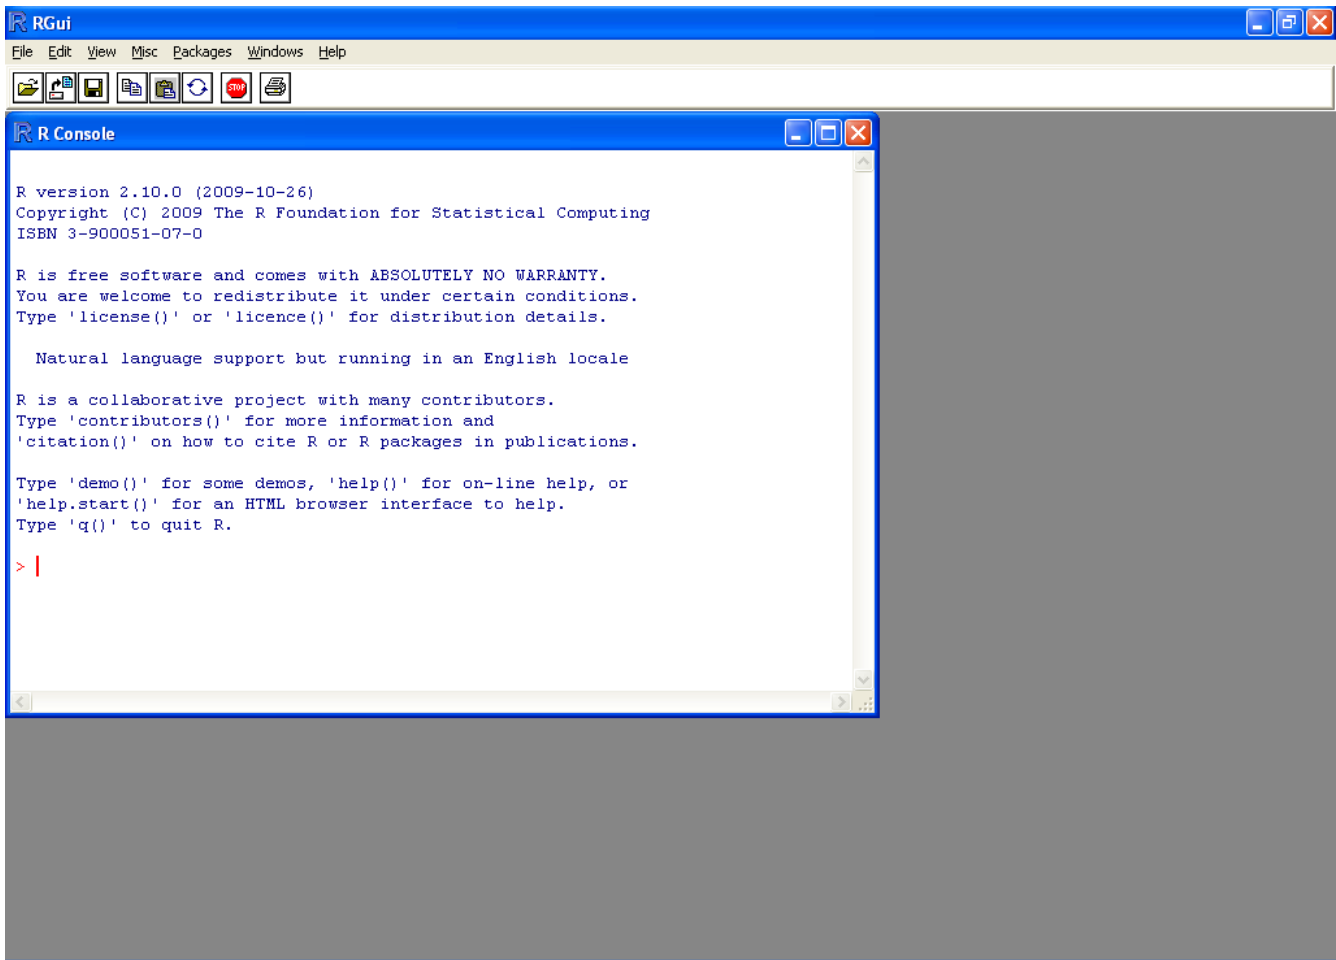 R RGui
File Edit View Misc Packages Windows Help
STOP
R R Console
R version 2.10.0 (2009-10-26)
Copyright (C) 2009 The R Foundation for Statistical Computing
ISBN 3-900051-07-0
R is free software and comes with ABSOLUTELY NO WARRANTY.
You are welcome to redistribute it under certain conditions.
Type 'license()' or 'licence()' for distribution details.
Natural language support but running in an English locale
R is a collaborative project with many contributors.
Type 'contributors()' for more information and
'citation()' on how to cite R or R packages in publications.
Type 'demo()' for some demos, 'help()' for on-line help, or
'help.start()' for an HTML browser interface to help.
Type 'q()' to quit R.
>